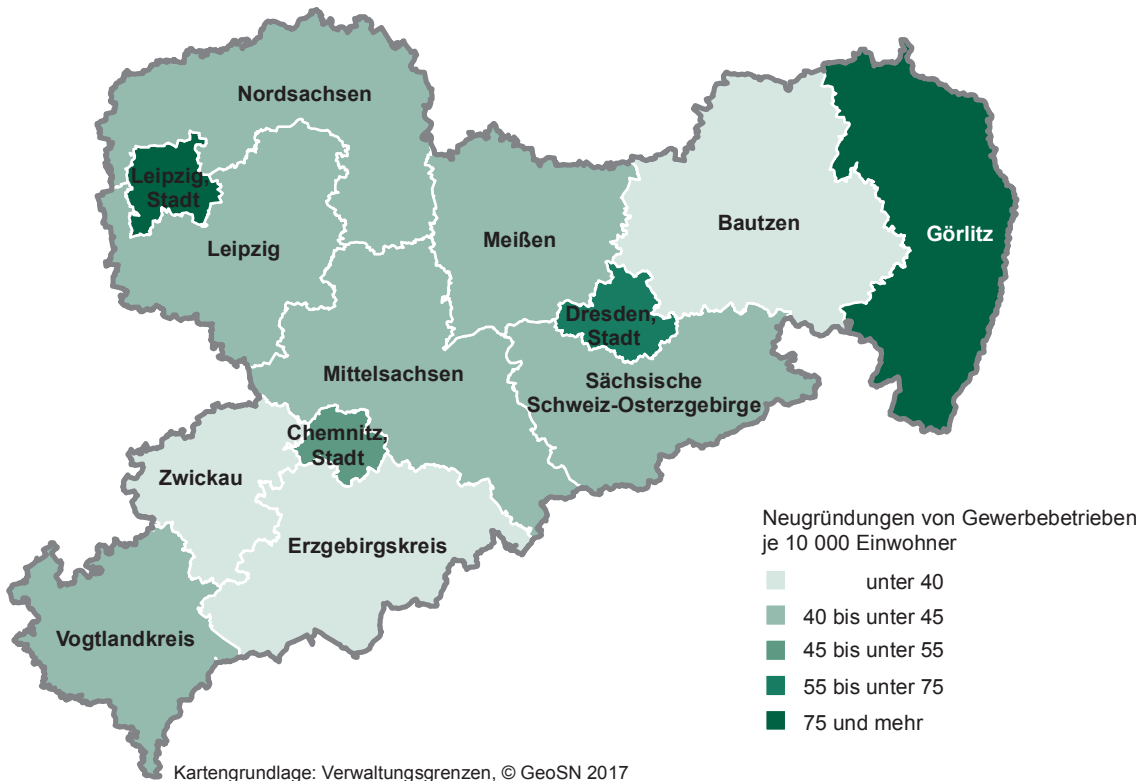 Nordsachsen
Leipzig,
Stadt
Leipzig
Meißen
Bautzen
Görlitz
Dresden,
Stadt
Mittelsachsen
Sächsische
Schweiz-Osterzgebirge
Chemnitz,
Stadt
Zwickau
Erzgebirgskreis
Vogtlandkreis
Neugründungen von Gewerbebetrieben
je 10 000 Einwohner
unter 40
40 bis unter 45
45 bis unter 55
55 bis unter 75
75 und mehr
Kartengrundlage: Verwaltungsgrenzen, © GeoSN 2017